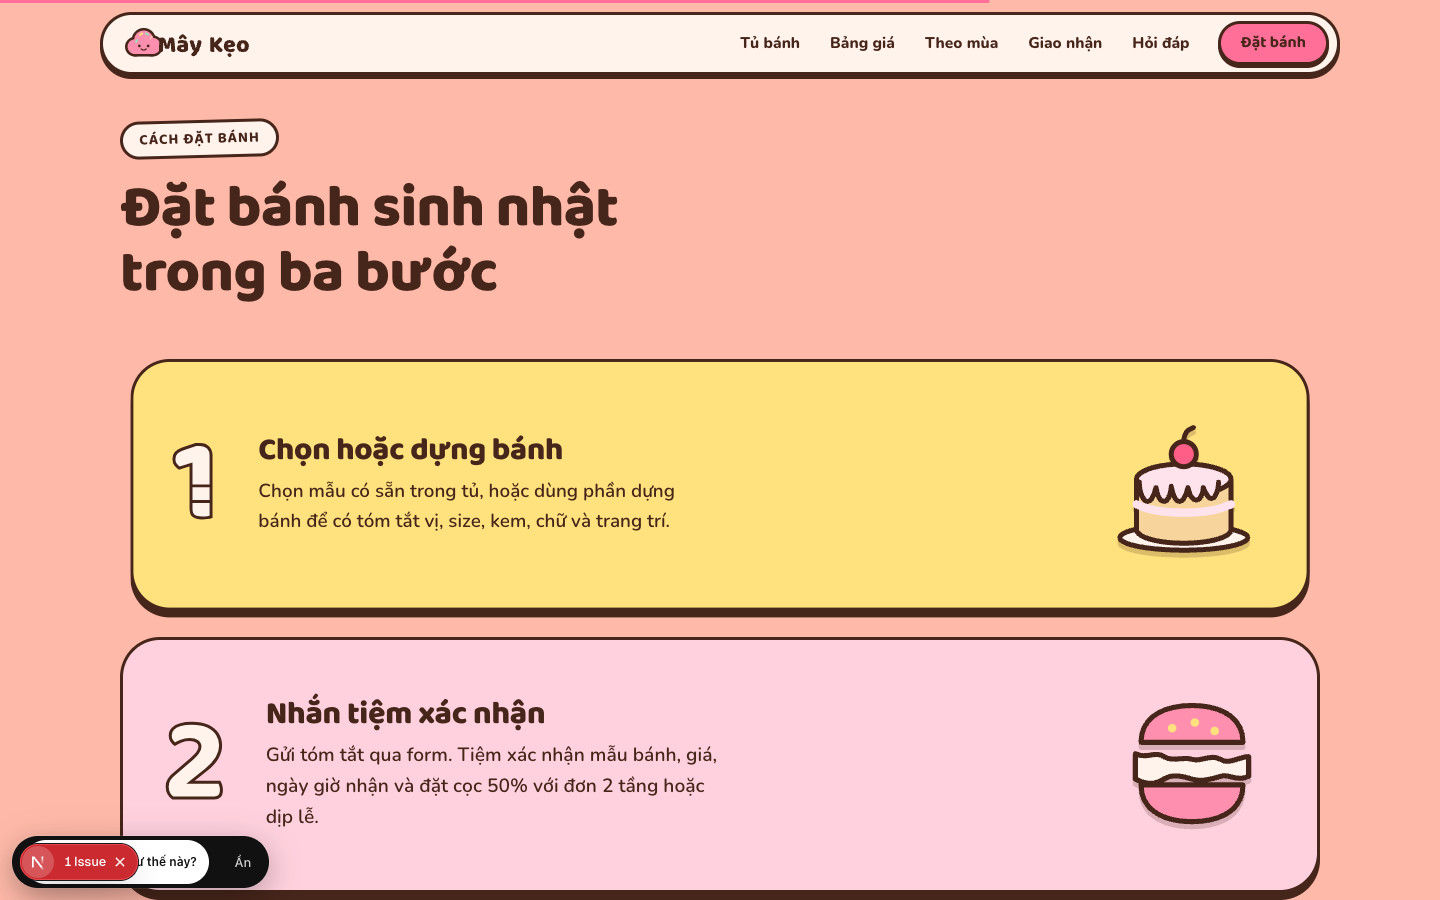 Mây Kẹo
Tủ bánh
Bảng giá
Theo mùa
Giao nhận
Hỏi đáp
Đặt bánh
CÁCH ĐẶT BÁNH
Đặt bánh sinh nhật
trong ba bước
1
Chọn hoặc dựng bánh
Chọn mẫu có sẵn trong tủ, hoặc dùng phần dựng
bánh để có tóm tắt vị, size, kem, chữ và trang trí.
2
Nhắn tiệm xác nhận
Gửi tóm tắt qua form. Tiệm xác nhận mẫu bánh, giá,
ngày giờ nhận và đặt cọc 50% với đơn 2 tầng hoặc
dịp lễ.
N
1 Issue
thế này?
Ẩn